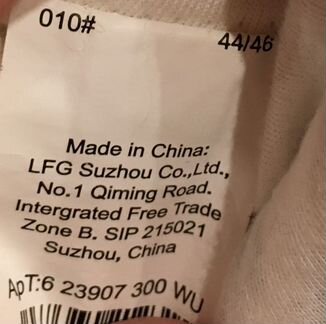 010#
44/46
Made in China:
LFG Suzhou Co.,Ltd.,
No.1 Qiming Road.
Intergrated Free Trade
Zone B. SIP 215021
Suzhou, China
ApT:6 23907 300 WU